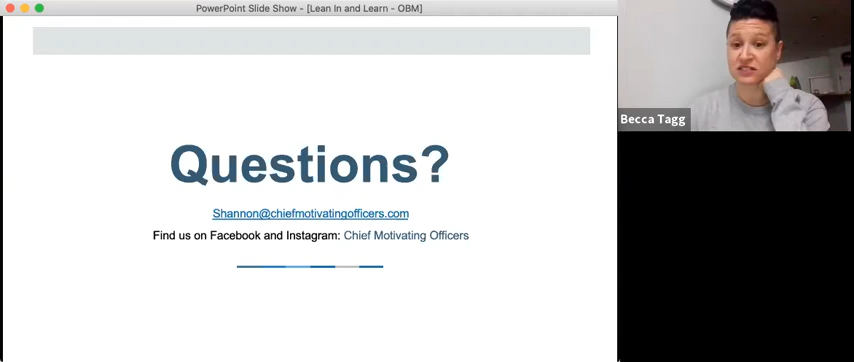 PowerPoint Slide Show - [Lean In and Learn - OBM]
Questions?
Shannon@chiefmotivatingofficers.com
Find us on Facebook and Instagram: Chief Motivating Officers
Becca Tagg